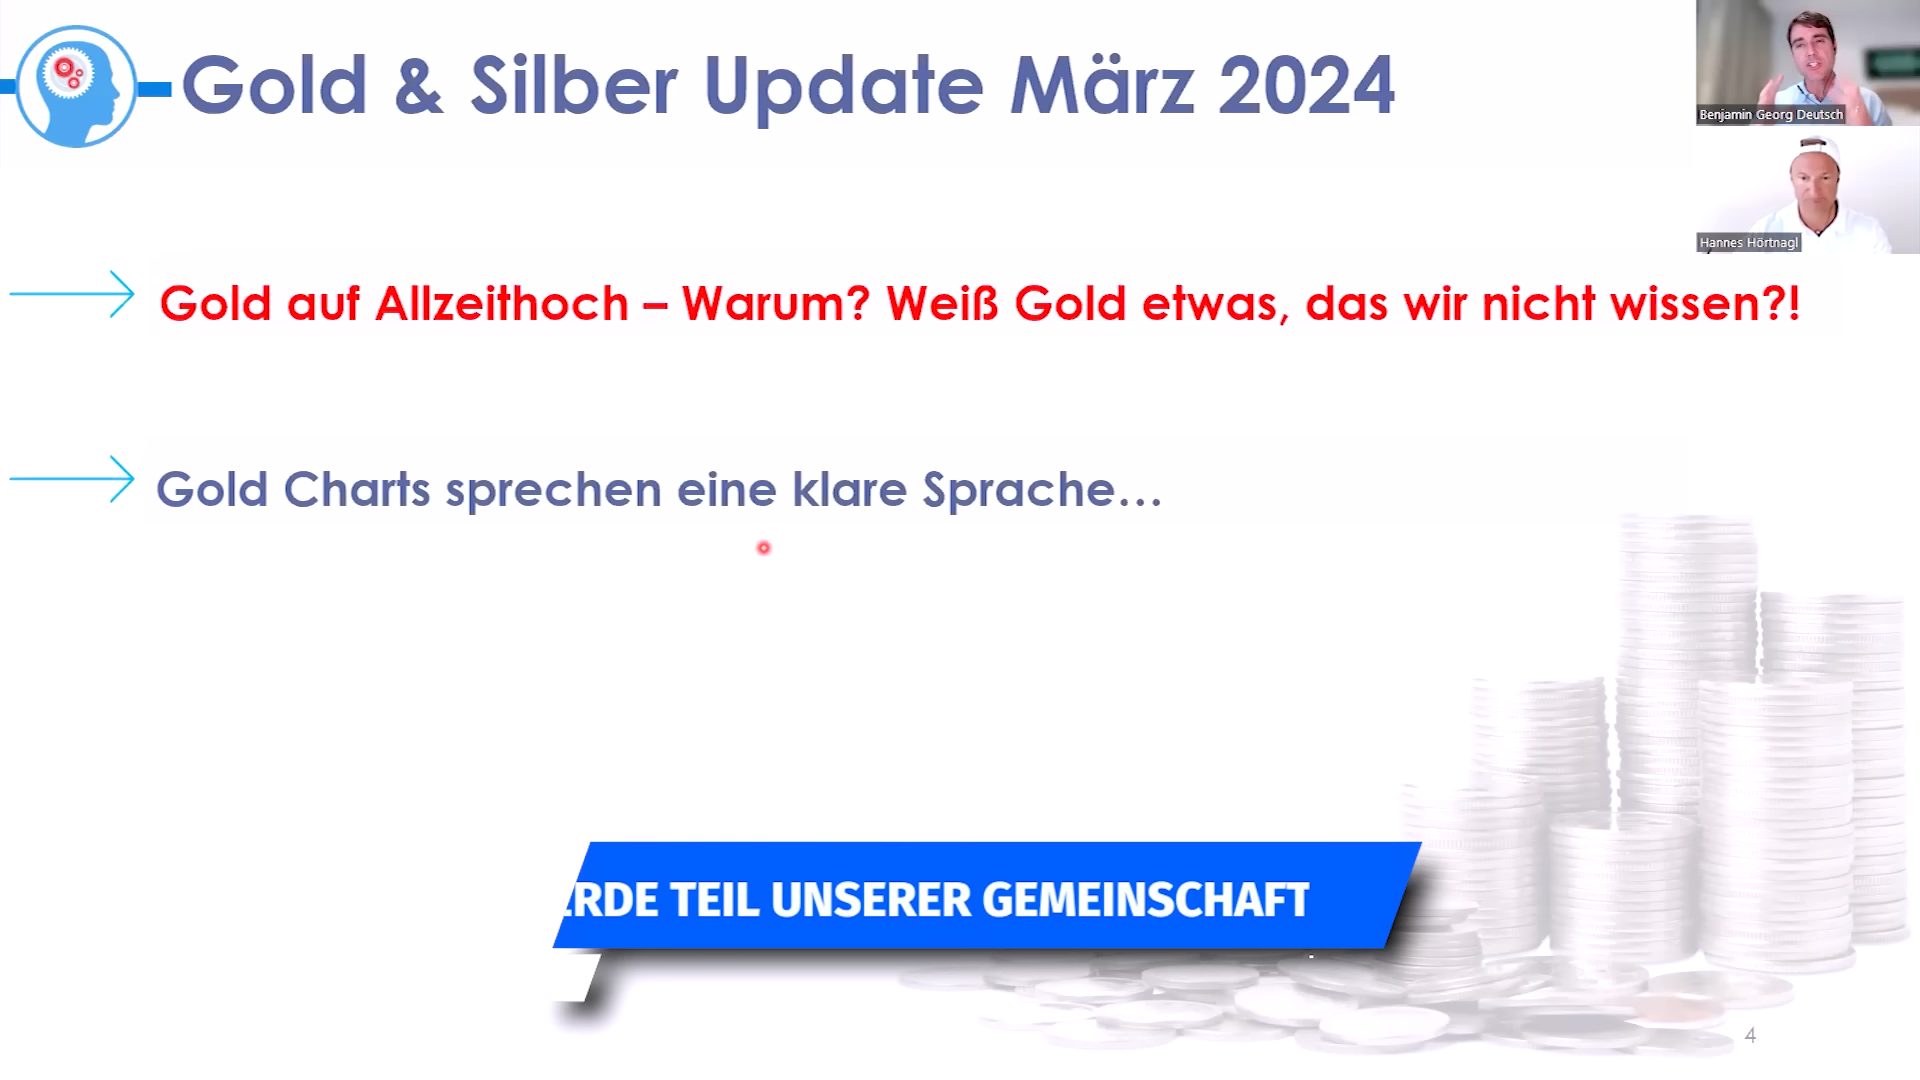 Gold & Silber Update März 2024
Benjamin Georg Deutsch
Hannes Hörtnagl
Gold auf Allzeithoch – Warum? Weiß Gold etwas, das wir nicht wissen?!
Gold Charts sprechen eine klare Sprache…
ERDE TEIL UNSERER GEMEINSCHAFT
4